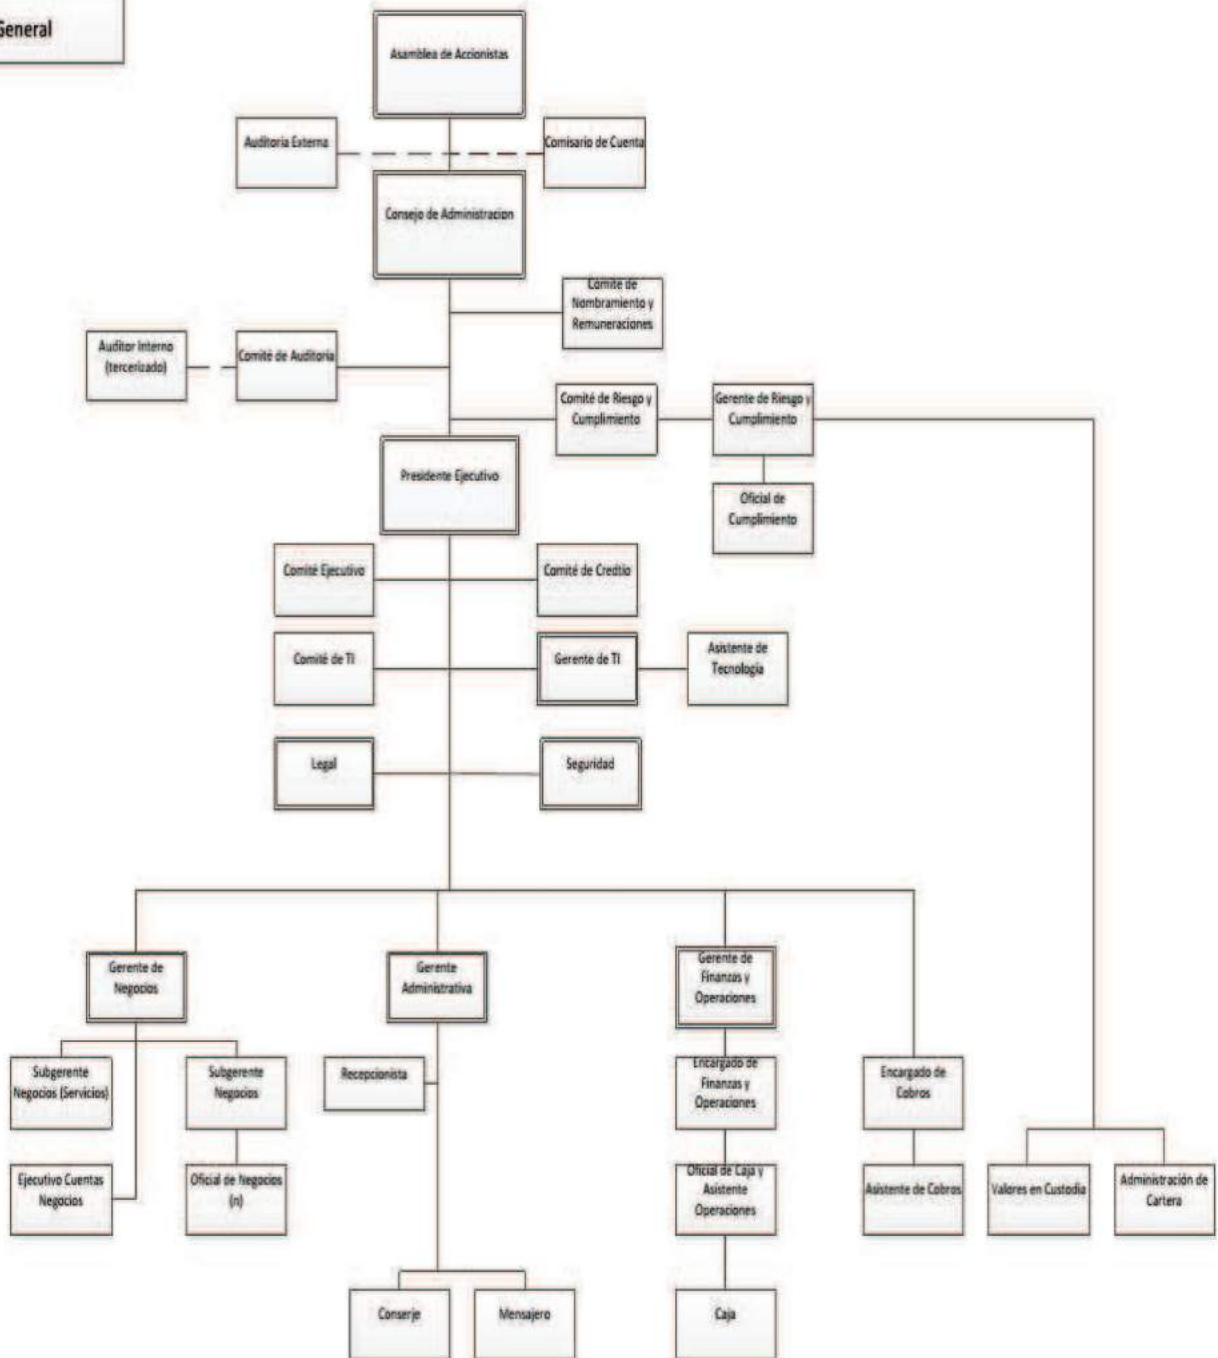 General
Asamblea de Accionistas
Auditoria Externa
Comisario de Cuenta
Consejo de Administracion
Comite de
Nombramiento y
Remuneraciones
Auditor Interno
(tercerizado)
Comité de Auditoria
Comité de Riesgo y
Cumplimiento
Gerente de Riesgo y
Cumplimiento
Presidente Ejecutivo
Oficial de
Cumplimiento
Comité Ejecutivo
Comité de Credtio
Comité de TI
Gerente de TI
Asistente de
Tecnología
Legal
Seguridad
Gerente de
Negocios
Gerente
Administrativa
Gerente de
Finanzas y
Operaciones
Subgerente
Negocios (Servicios)
Subgerente
Negocios
Recepcionista
Encargado de
Finanzas y
Operaciones
Encargado de
Cobros
Ejecutivo Cuentas
Negocios
Oficial de Negocios
(n)
Oficial de Caja y
Asistente
Operaciones
Asistente de Cobros
Valores en Custodia
Administración de
Cartera
Conserje
Mensajero
Caja